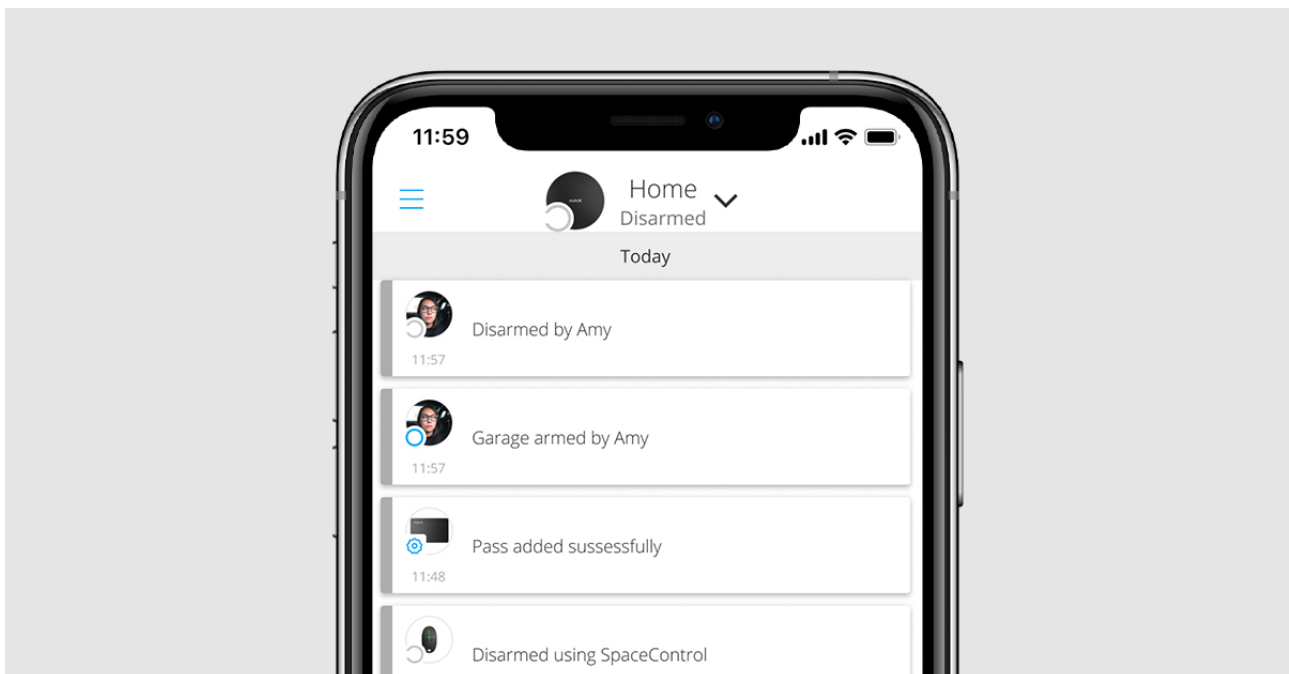 11:59
Home
Disarmed
Today
Disarmed by Amy
11:57
Garage armed by Amy
11:57
Pass added sussessfully
11:48
Disarmed using SpaceControl